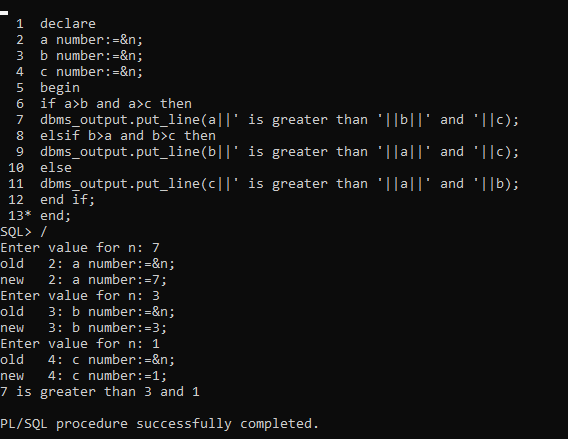 1 declare
2 a number:=&n;
3 b number:=&n;
4 c number:=&n;
5 begin
6 if a>b and a>c then
7 dbms_output.put_line(a||' is greater than '||b||' and '||c);
8 elsif b>a and b>c then
9 dbms_output.put_line(b||' is greater than '||a||' and '||c);
10 else
11 dbms_output.put_line(c||' is greater than '||a||' and '||b);
12 end if;
13* end;
SQL> /
Enter value for n: 7
old 2: a number:=&n;
new 2: a number:=7;
Enter value for n: 3
old 3: b number:=&n;
new 3: b number:=3;
Enter value for n: 1
old 4: c number:=&n;
new 4: c number:=1;
7 is greater than 3 and 1
PL/SQL procedure successfully completed.